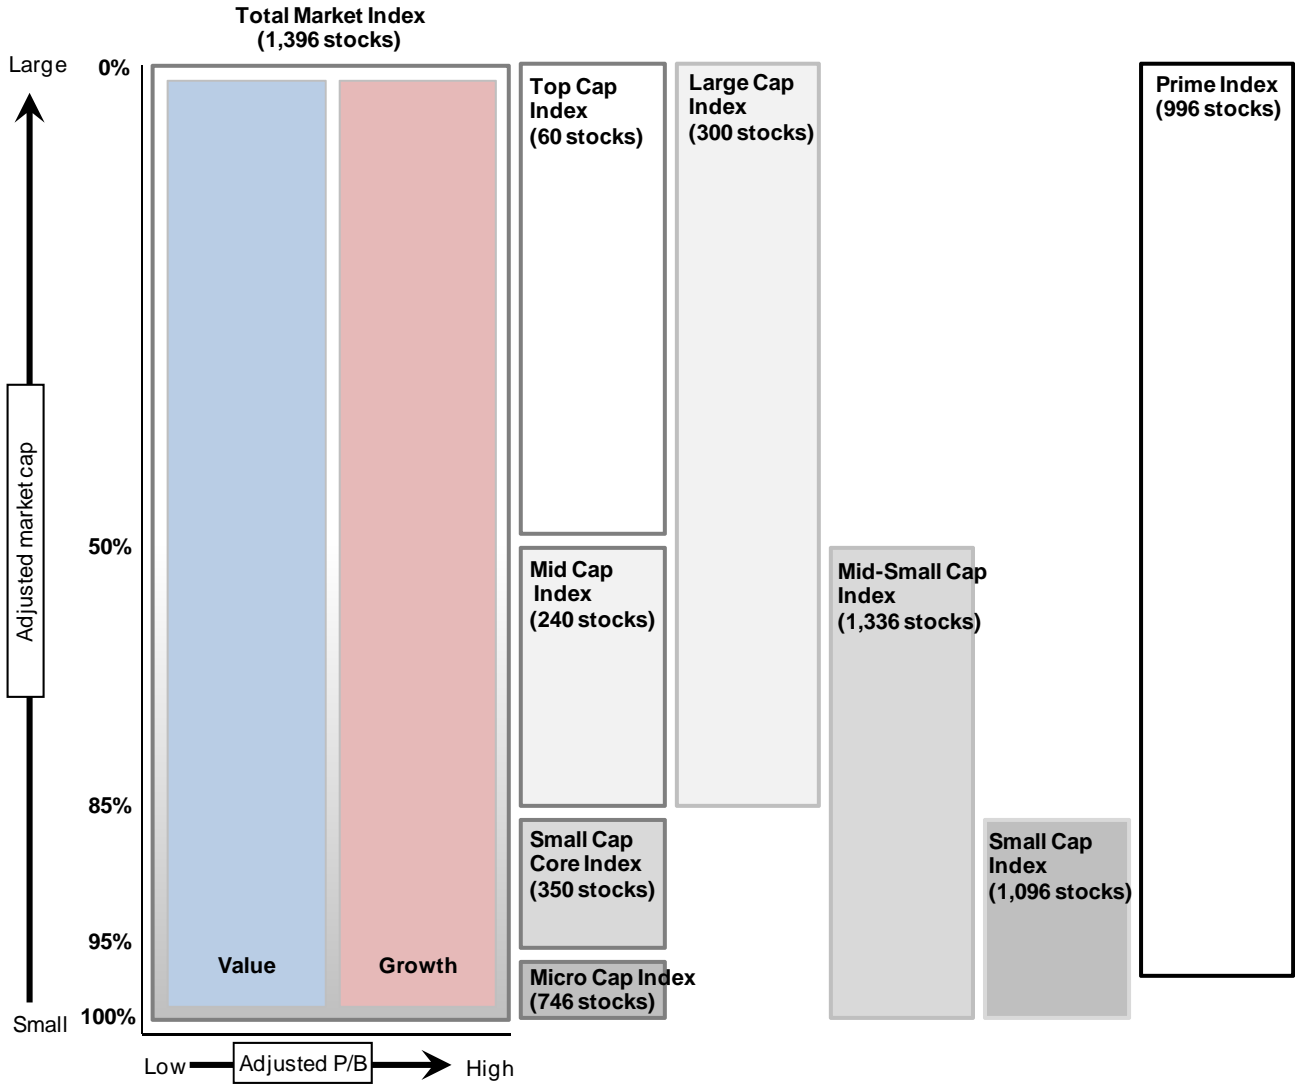 Total Market Index
(1,396 stocks)
Large
0%
50%
85%
95%
100%
Small
Adjusted market cap
Value
Growth
Low
Adjusted P/B
High
Top Cap
Index
(60 stocks)
Mid Cap
Index
(240 stocks)
Small Cap
Core Index
(350 stocks)
Micro Cap Index
(746 stocks)
Large Cap
Index
(300 stocks)
Mid-Small Cap
Index
(1,336 stocks)
Small Cap
Index
(1,096 stocks)
Prime Index
(996 stocks)